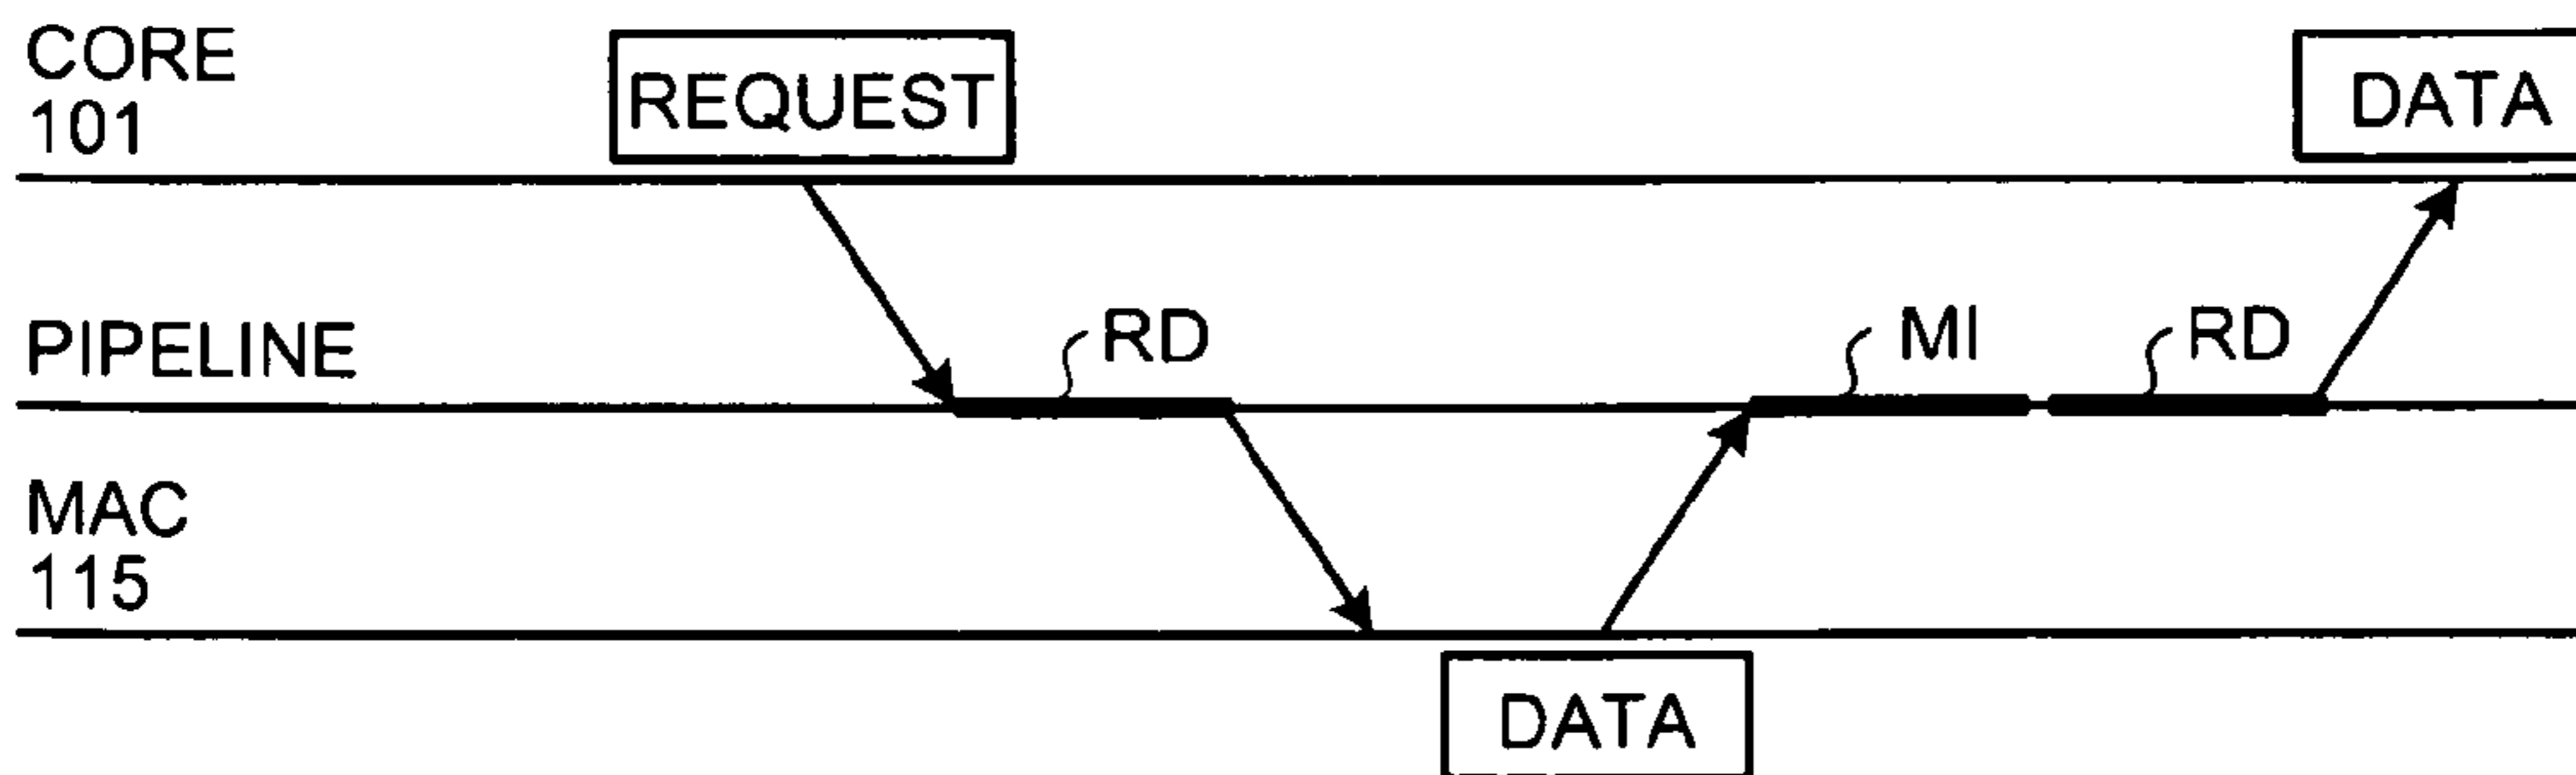 CORE
101
REQUEST
DATA
PIPELINE
RD
MI
RD
MAC
115
DATA